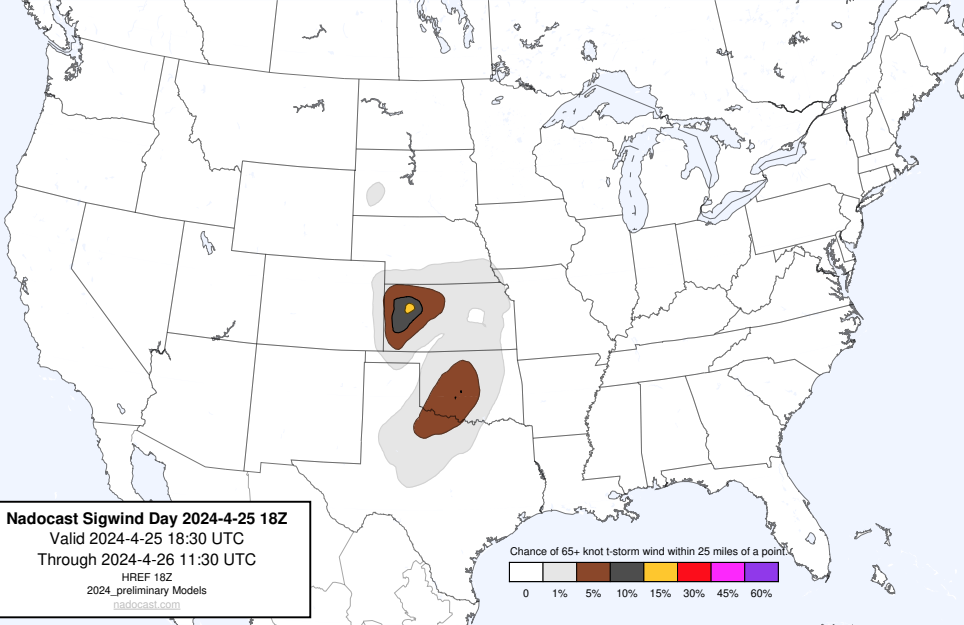 Nadocast Sigwind Day 2024-4-25 18Z
Valid 2024-4-25 18:30 UTC
Through 2024-4-26 11:30 UTC
HREF 18Z
2024_preliminary Models
nadocast.com
Chance of 65+ knot t-storm wind within 25 miles of a point.
0 1% 5% 10% 15% 30% 45% 60%